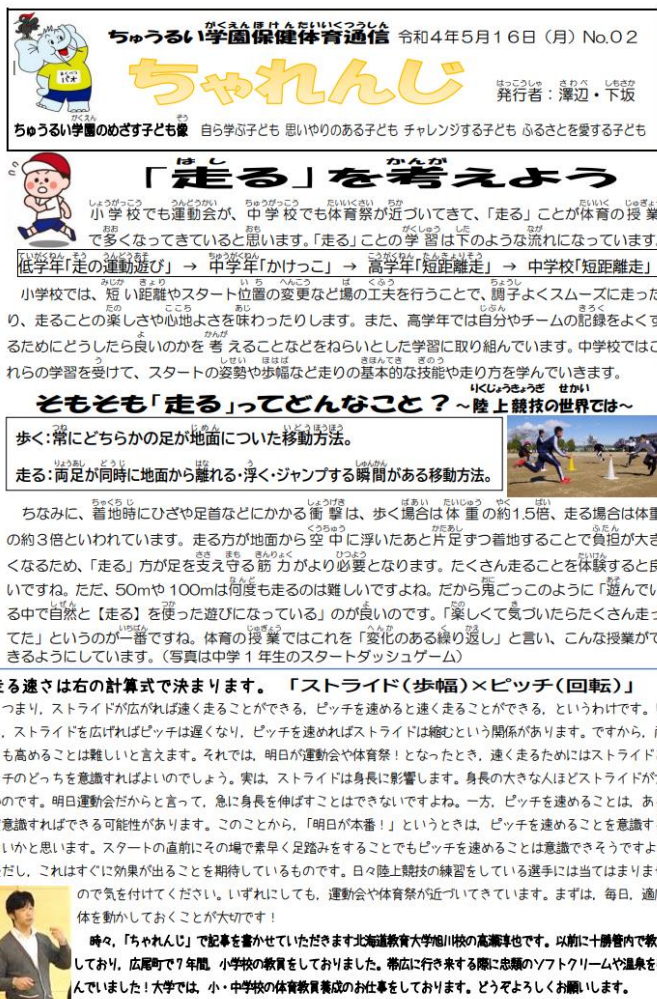 ちゅうるい学園保健体育通信 令和4年5月16日（月）No.02
ちゃれんじ
発行者：澤辺・下坂
ちゅうるい学園のめざす子ども像 自ら学ぶ子ども 思いやりのある子ども チャレンジする子ども ふるさとを愛する子ども
「走る」を考えよう
小学校でも運動会が、中学校でも体育祭が近づいてきて、「走る」ことが体育の授業
で多くなってきていると思います。「走る」ことの学習は下のような流れになっています
低学年「走の運動遊び」 → 中学年「かけっこ」 → 高学年「短距離走」 → 中学校「短距離走」
小学校では、短い距離やスタート位置の変更など場の工夫を行うことで、調子よくスムーズに走った
り、走ることの楽しさや心地よさを味わったりします。また、高学年では自分やチームの記録をよくす
るためにどうしたら良いのかを考えることなどをねらいとした学習に取り組んでいます。中学校ではこ
れらの学習を受けて、スタートの姿勢や歩幅など走りの基本的な技能や走り方を学んでいきます。
そもそも「走る」ってどんなこと？～陸上競技の世界では～
歩く：常にどちらかの足が地面についた移動方法。
走る：両足が同時に地面から離れる・浮く・ジャンプする瞬間がある移動方法。
ちなみに、着地時にひざや足首などにかかる衝撃は、歩く場合は体重の約1.5倍、走る場合は体重
の約3倍といわれています。走る方が地面から空中に浮いたあと片足ずつ着地することで負担が大き
くなるため、「走る」方が足を支え守る筋力がより必要となります。たくさん走ることを体験すると良
いですね。ただ、50mや100mは何度も走るのは難しいですよね。だから鬼ごっこのように「遊んでい
る中で自然と【走る】を使った遊びになっている」のが良いのです。「楽しくて気づいたらたくさん走っ
てた」というのが一番ですね。体育の授業ではこれを「変化のある繰り返し」と言い、こんな授業がで
きるようにしています。（写真は中学1年生のスタートダッシュゲーム）
走る速さは右の計算式で決まります。 「ストライド（歩幅）×ピッチ（回転）」
つまり，ストライドが広がれば速く走ることができる，ピッチを速めると速く走ることができる，というわけです。
，ストライドを広げればピッチは遅くなり，ピッチを速めればストライドは縮むという関係があります。ですから，
も高めることは難しいと言えます。それでは，明日が運動会や体育祭！となったとき，速く走るためにはストライド
チのどっちを意識すればよいのでしょう。実は，ストライドは身長に影響します。身長の大きな人ほどストライドが
のです。明日運動会だからと言って，急に身長を伸ばすことはできないですよね。一方，ピッチを速めることは，あ
意識すればできる可能性があります。このことから，「明日が本番！」というときは，ピッチを速めることを意識す
いかと思います。スタートの直前にその場で素早く足踏みをすることでもピッチを速めることは意識できそうですよ
だし，これはすぐに効果が出ることを期待しているものです。日々陸上競技の練習をしている選手には当てはまりま
ので気を付けてください。いずれにしても，運動会や体育祭が近づいてきています。まずは，毎日，適
体を動かしておくことが大切です！
時々，「ちゃれんじ」で記事を書かせていただきます北海道教育大学旭川校の高瀬淳也です。以前に十勝管内で教
しており，広尾町で7年間，小学校の教員をしておりました。帯広に行き来する際に忠類のソフトクリームや温泉を
んでいました！大学では，小・中学校の体育教員養成のお仕事をしております。どうぞよろしくお願いします。